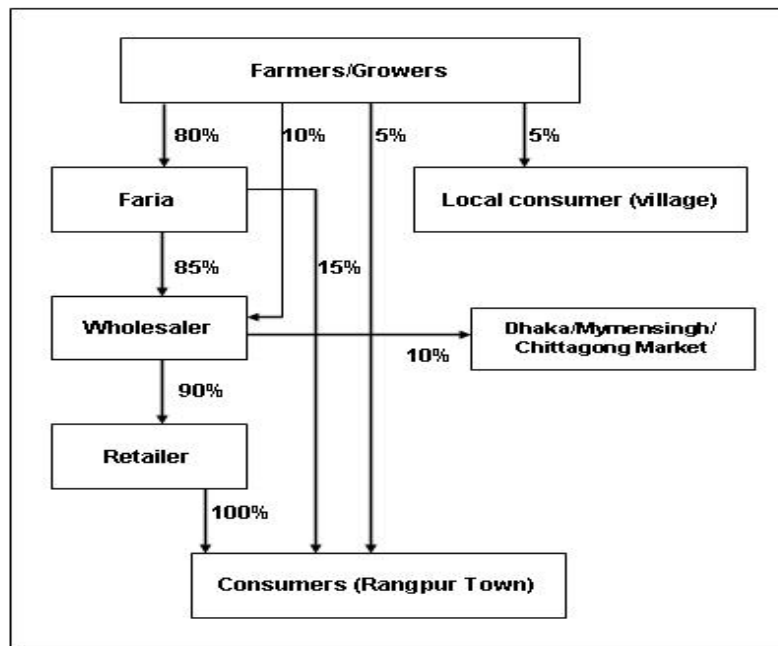 Farmers/Growers
80%
10%
5%
5%
Faria
Local consumer (village)
85%
15%
Wholesaler
Dhaka/Mymensingh/
Chittagong Market
10%
90%
Retailer
100%
Consumers (Rangpur Town)